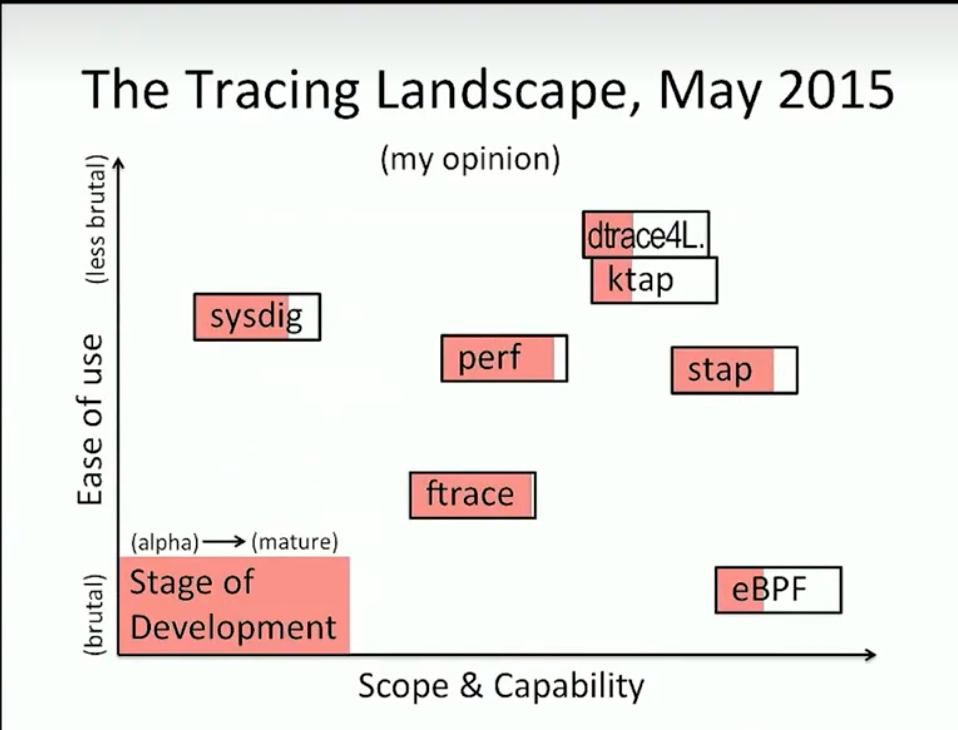 The Tracing Landscape, May 2015
(my opinion)
(less brutal)
Ease of use
(brutal)
dtrace4L.
ktap
sysdig
perf
stap
ftrace
(alpha) → (mature)
Stage of
Development
eBPF
Scope & Capability